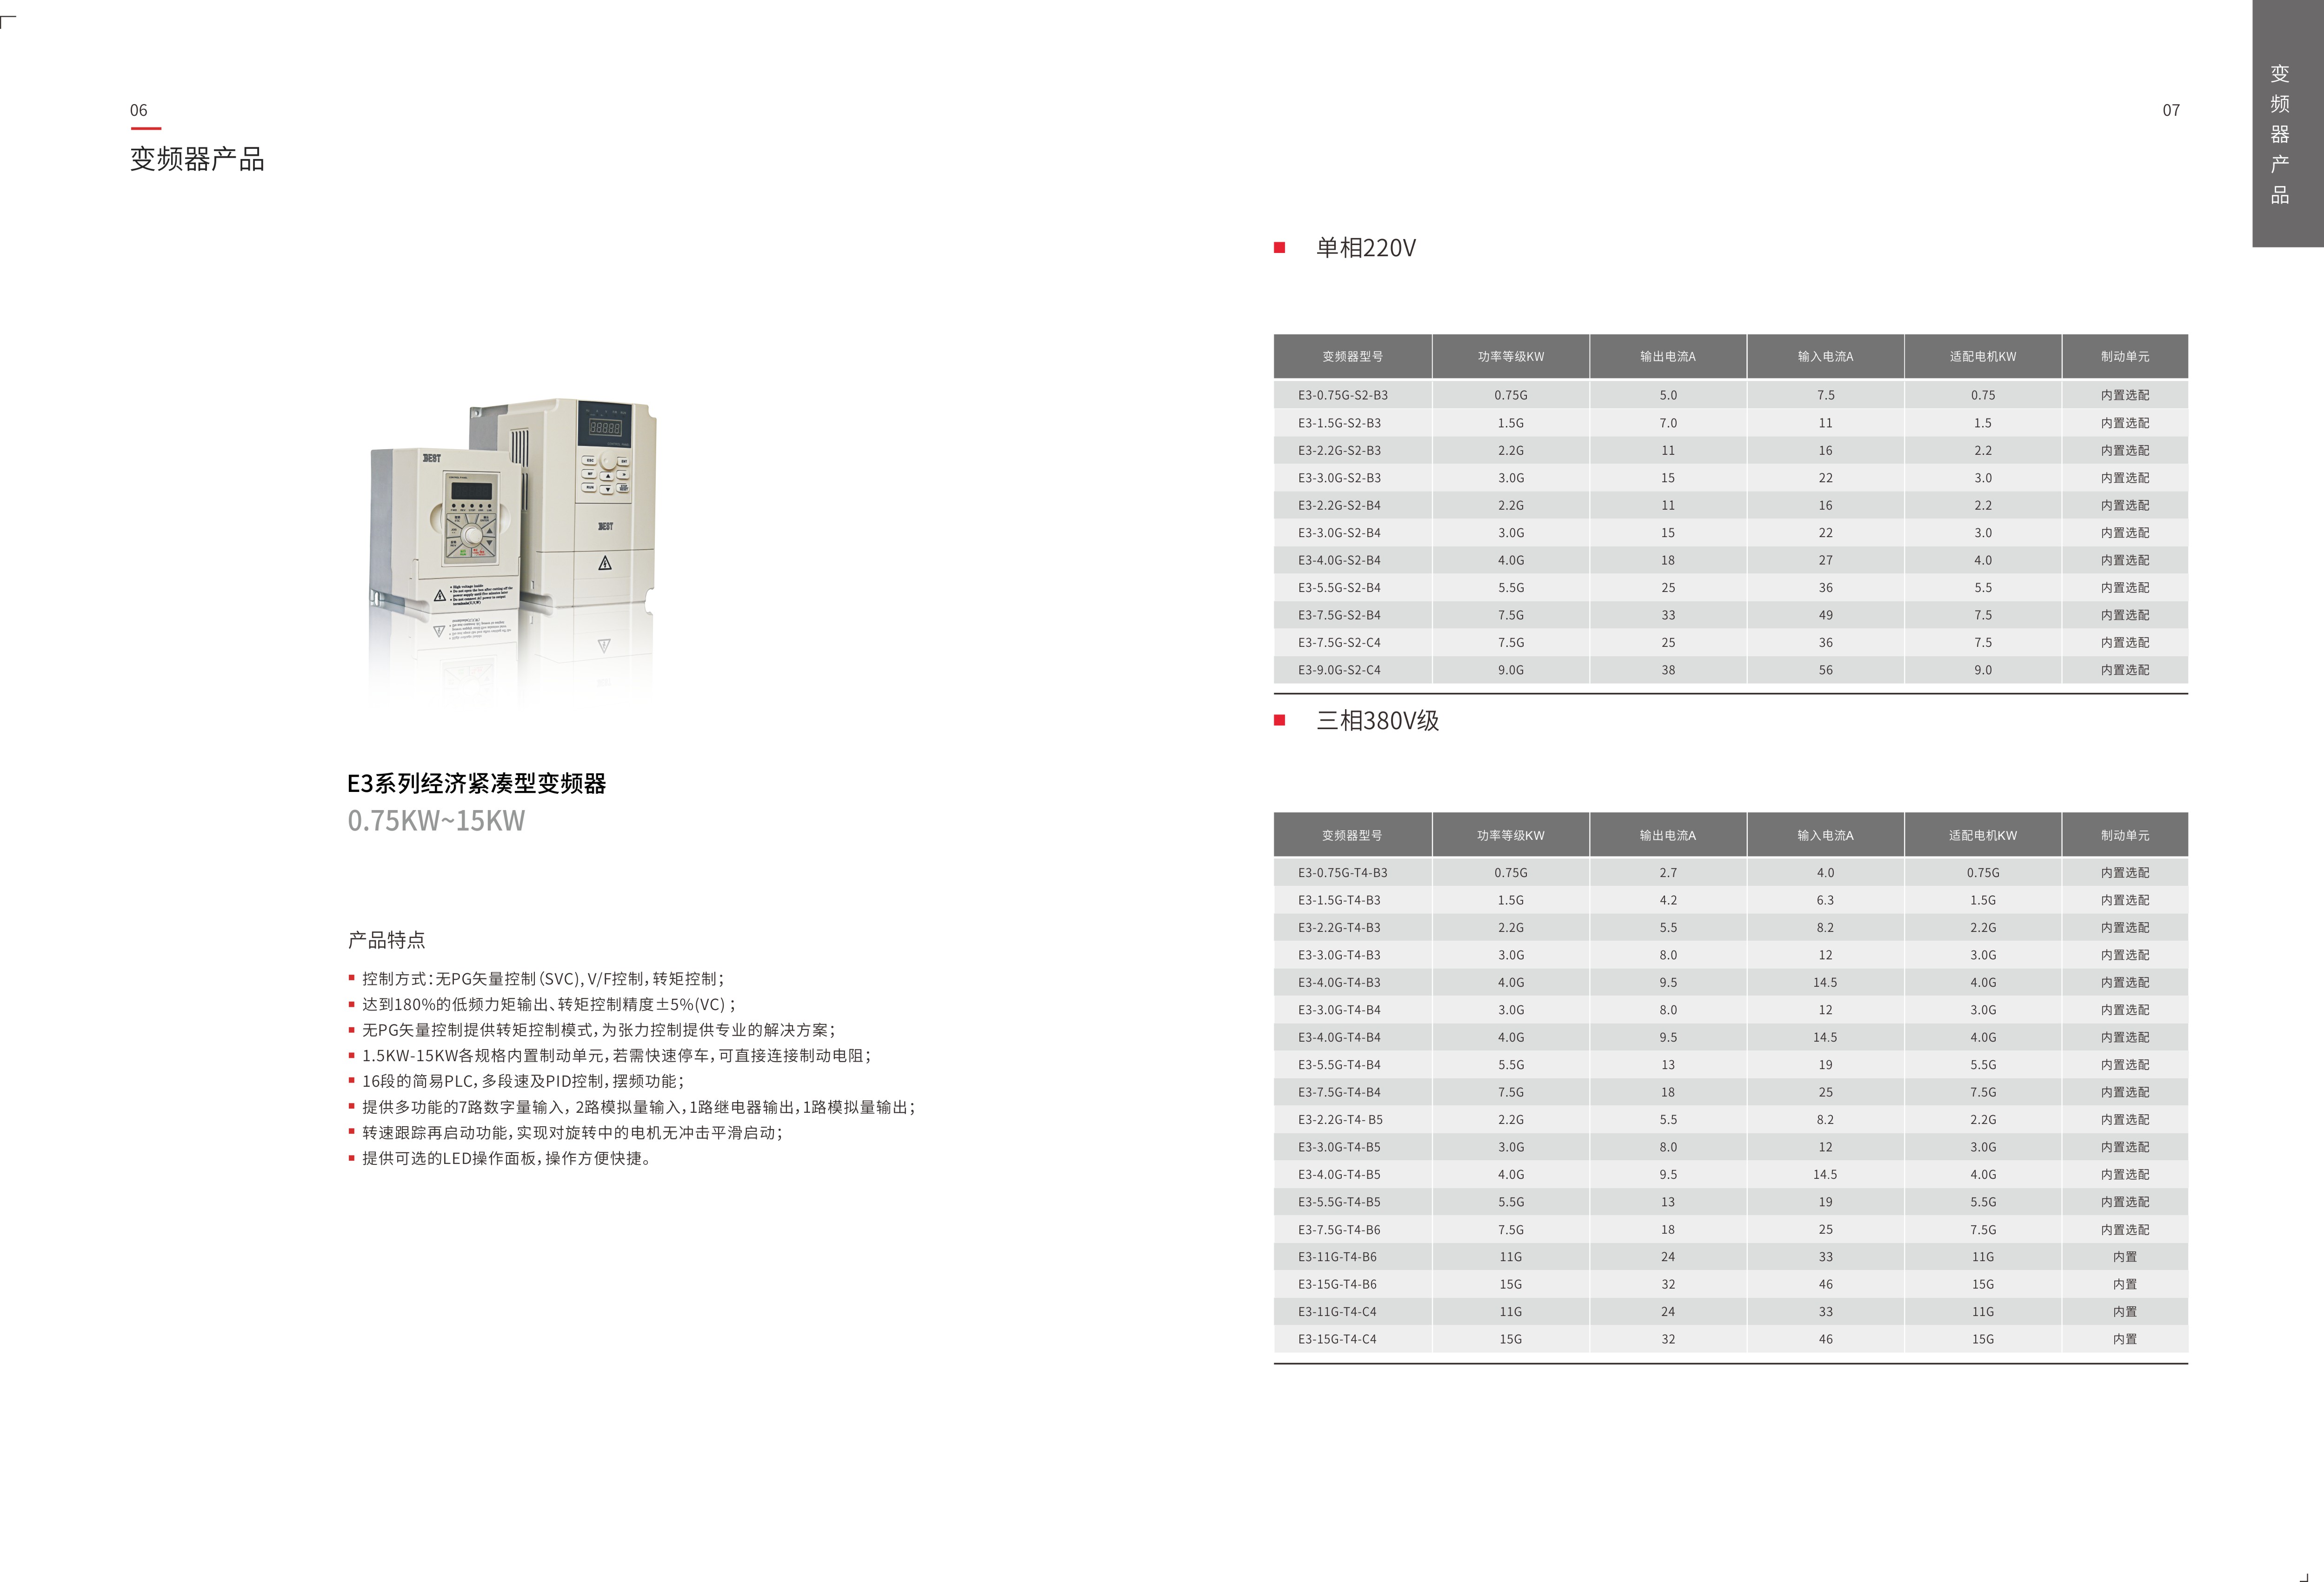 06
变频器产品
BEST
BEST
E3系列经济紧凑型变频器
0.75KW~15KW
产品特点
控制方式:无PG矢量控制(SVC), V/F控制,转矩控制;
达到180%的低频力矩输出、转矩控制精度±5%(VC) ;
无PG矢量控制提供转矩控制模式,为张力控制提供专业的解决方案;
1.5KW-15KW各规格内置制动单元,若需快速停车,可直接连接制动电阻;
16段的简易PLC,多段速及PID控制,摆频功能;
提供多功能的7路数字量输入, 2路模拟量输入,1路继电器输出,1路模拟量输出;
转速跟踪再启动功能,实现对旋转中的电机无冲击平滑启动;
提供可选的LED操作面板,操作方便快捷。
07
变频器产品
单相220V
变频器型号 功率等级KW 输出电流A 输入电流A 适配电机KW 制动单元
E3-0.75G-S2-B3 0.75G 5.0 7.5 0.75 内置选配
E3-1.5G-S2-B3 1.5G 7.0 11 1.5 内置选配
E3-2.2G-S2-B3 2.2G 11 16 2.2 内置选配
E3-3.0G-S2-B3 3.0G 15 22 3.0 内置选配
E3-2.2G-S2-B4 2.2G 11 16 2.2 内置选配
E3-3.0G-S2-B4 3.0G 15 22 3.0 内置选配
E3-4.0G-S2-B4 4.0G 18 27 4.0 内置选配
E3-5.5G-S2-B4 5.5G 25 36 5.5 内置选配
E3-7.5G-S2-B4 7.5G 33 49 7.5 内置选配
E3-7.5G-S2-C4 7.5G 25 36 7.5 内置选配
E3-9.0G-S2-C4 9.0G 38 56 9.0 内置选配
三相380V级
变频器型号 功率等级KW 输出电流A 输入电流A 适配电机KW 制动单元
E3-0.75G-T4-B3 0.75G 2.7 4.0 0.75G 内置选配
E3-1.5G-T4-B3 1.5G 4.2 6.3 1.5G 内置选配
E3-2.2G-T4-B3 2.2G 5.5 8.2 2.2G 内置选配
E3-3.0G-T4-B3 3.0G 8.0 12 3.0G 内置选配
E3-4.0G-T4-B3 4.0G 9.5 14.5 4.0G 内置选配
E3-3.0G-T4-B4 3.0G 8.0 12 3.0G 内置选配
E3-4.0G-T4-B4 4.0G 9.5 14.5 4.0G 内置选配
E3-5.5G-T4-B4 5.5G 13 19 5.5G 内置选配
E3-7.5G-T4-B4 7.5G 18 25 7.5G 内置选配
E3-2.2G-T4- B5 2.2G 5.5 8.2 2.2G 内置选配
E3-3.0G-T4-B5 3.0G 8.0 12 3.0G 内置选配
E3-4.0G-T4-B5 4.0G 9.5 14.5 4.0G 内置选配
E3-5.5G-T4-B5 5.5G 13 19 5.5G 内置选配
E3-7.5G-T4-B6 7.5G 18 25 7.5G 内置选配
E3-11G-T4-B6 11G 24 33 11G 内置
E3-15G-T4-B6 15G 32 46 15G 内置
E3-11G-T4-C4 11G 24 33 11G 内置
E3-15G-T4-C4 15G 32 46 15G 内置